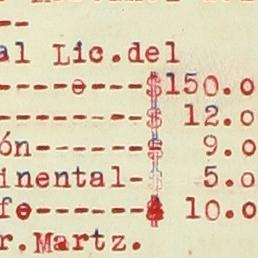 --
al Lic.del
----e----$150.0
---------$ 12.0
ón-------$ 9.0
inental-$ 5.0
fe------$ 10.0
r.Martz.